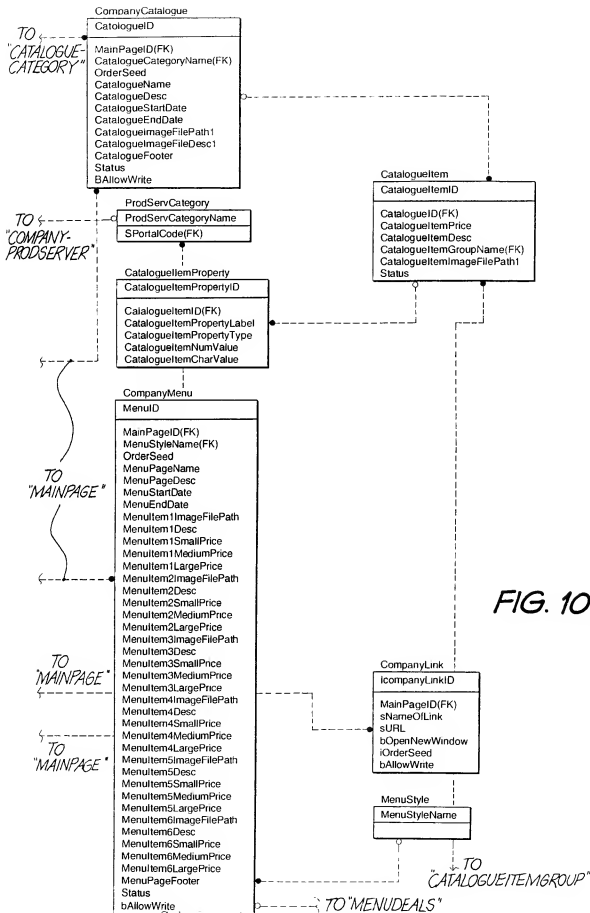 CompanyCatalogue
CatologueID
MainPageID(FK)
CatalogueCategoryName(FK)
OrderSeed
CatalogueName
CatalogueDesc
CatalogueStartDate
CatalogueEndDate
CatalogueImageFilePath1
CatalogueImageFileDesc1
CatalogueFooter
Status
BAllowWrite
TO
"CATALOGUE-
CATEGORY"
ProdServCategory
ProdServCategoryName
SPortalCode(FK)
TO
"COMPANY-
PRODSERVER"
CatalogueItem
CatalogueItemID
CatalogueID(FK)
CatalogueItemPrice
CatalogueItemDesc
CatalogueItemGroupName(FK)
CatalogueItemImageFilePath1
Status
CatalogueItemProperty
CatalogueItemPropertyID
CaialogueItemID(FK)
CatalogueItemPropertyLabel
CatalogueItemPropertyType
CatalogueItemNumValue
CatalogueItemCharValue
CompanyMenu
MenuID
MainPageID(FK)
MenuStyleName(FK)
OrderSeed
MenuPageName
MenuPageDesc
MenuStartDate
MenuEndDate
MenuItem1ImageFilePath
MenuItem1Desc
MenuItem1SmallPrice
MenuItem1MediumPrice
MenuItem1LargePrice
MenuItem2ImageFilePath
MenuItem2Desc
MenuItem2SmallPrice
MenuItem2MediumPrice
MenuItem2LargePrice
MenuItem3ImageFilePath
MenuItem3Desc
MenuItem3SmallPrice
MenuItem3MediumPrice
MenuItem3LargePrice
MenuItem4ImageFilePath
MenuItem4Desc
MenuItem4SmallPrice
MenuItem4MediumPrice
MenuItem4LargePrice
MenuItem5ImageFilePath
MenuItem5Desc
MenuItem5SmallPrice
MenuItem5MediumPrice
MenuItem5LargePrice
MenuItem6ImageFilePath
MenuItem6Desc
MenuItem6SmallPrice
MenuItem6MediumPrice
MenuItem6LargePrice
MenuPageFooter
Status
bAllowWrite
TO
"MAINPAGE"
TO
"MAINPAGE"
TO
"MAINPAGE"
FIG. 10
CompanyLink
icompanyLinkID
MainPageID(FK)
sNameOfLink
sURL
bOpenNewWindow
iOrderSeed
bAllowWrite
MenuStyle
MenuStyleName
TO
"CATALOGUEITEMGROUP"
TO "MENUDEALS"